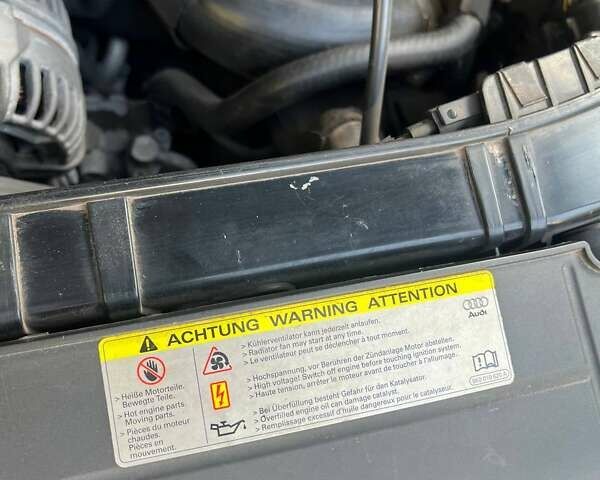 ACHTUNG WARNING ATTENTION
Audi
> Heiße Motorteile.
Bewegte Teile.
> Hot engine parts.
Moving parts.
> Pièces du moteur
chaudes.
Pièces en
mouvement.
> Kühlerventilator kann jederzeit anlaufen.
> Radiator fan may start at any time.
> Le ventilateur peut se déclencher à tout moment.
> Hochspannung, vor Berühren der Zündanlage Motor abstellen.
> High voltage! Switch off engine before touching ignition system.
> Haute tension, arrêter le moteur avant de toucher à l'allumage.
> Bei Überfüllung besteht Gefahr für den Katalysator.
> Overfilled engine oil can damage catalyst.
> Remplissage excessif d'huile dangereux pour le catalyseur.